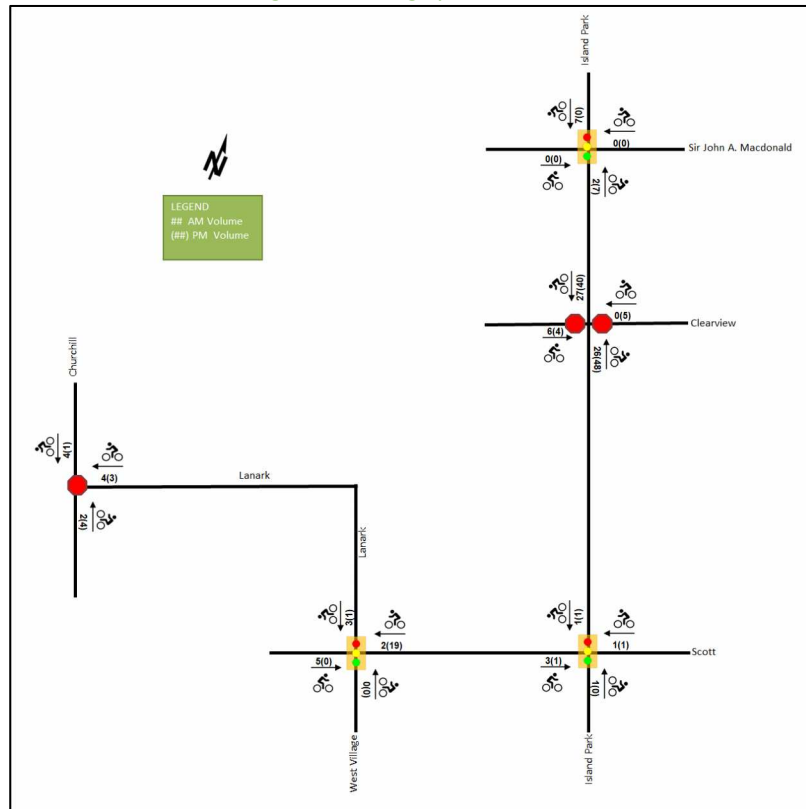 Island Park
7(0)
0(0)
Sir John A. Macdonald
0(0)
2(7)
N
LEGEND
## AM Volume
(##) PM Volume
27(40)
0(5)
Clearview
6(4)
26(48)
Churchill
4(1)
4(3)
Lanark
2(4)
Lanark
3(1)
2(19)
5(0)
0(0)
West Village
1(1)
1(1)
Scott
3(1)
1(0)
Island Park